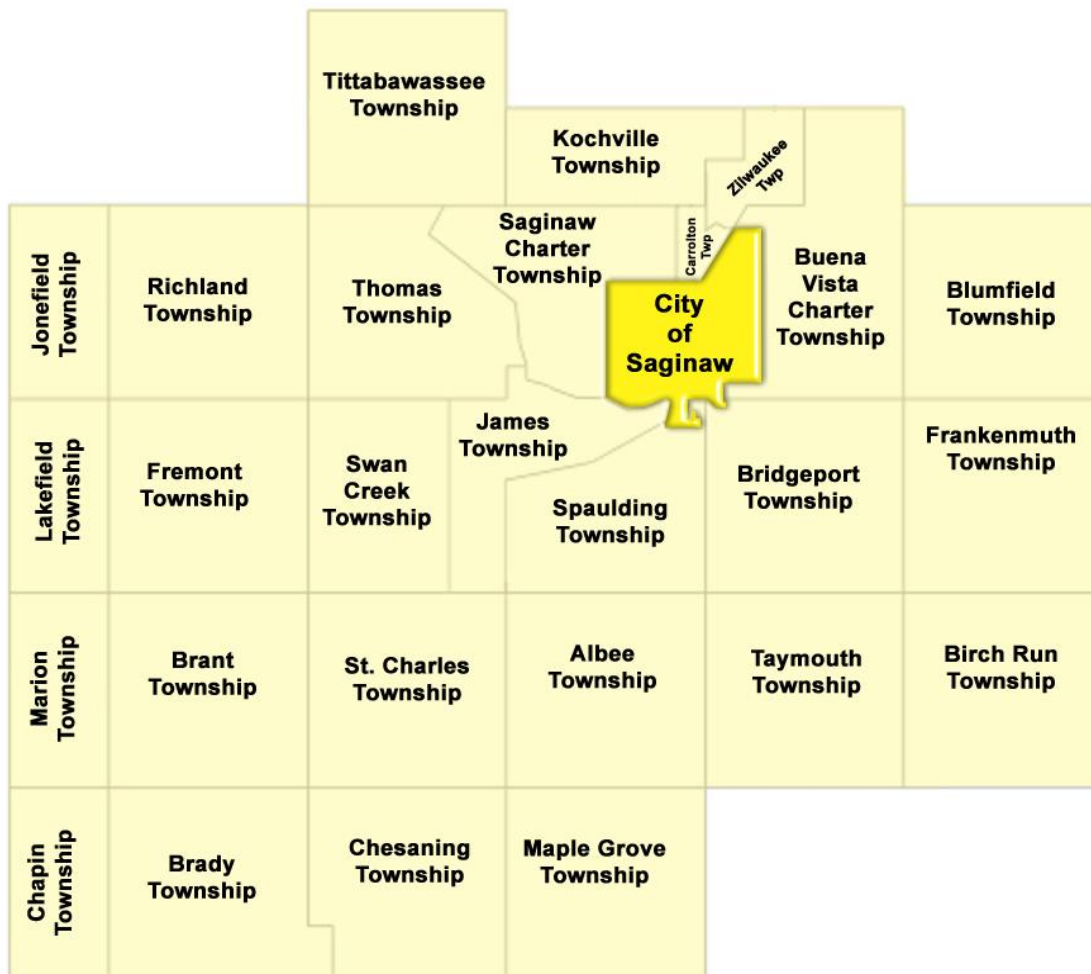 Tittabawassee
Township
Kochville
Township
Zilwaukee
Twp
Saginaw
Charter
Township
Carrolton
Twp
Jonefield
Township
Richland
Township
Thomas
Township
City
of
Saginaw
Buena
Vista
Charter
Township
Blumfield
Township
Lakefield
Township
Fremont
Township
Swan
Creek
Township
James
Township
Spaulding
Township
Bridgeport
Township
Frankenmuth
Township
Marion
Township
Brant
Township
St. Charles
Township
Albee
Township
Taymouth
Township
Birch Run
Township
Chapin
Township
Brady
Township
Chesaning
Township
Maple Grove
Township